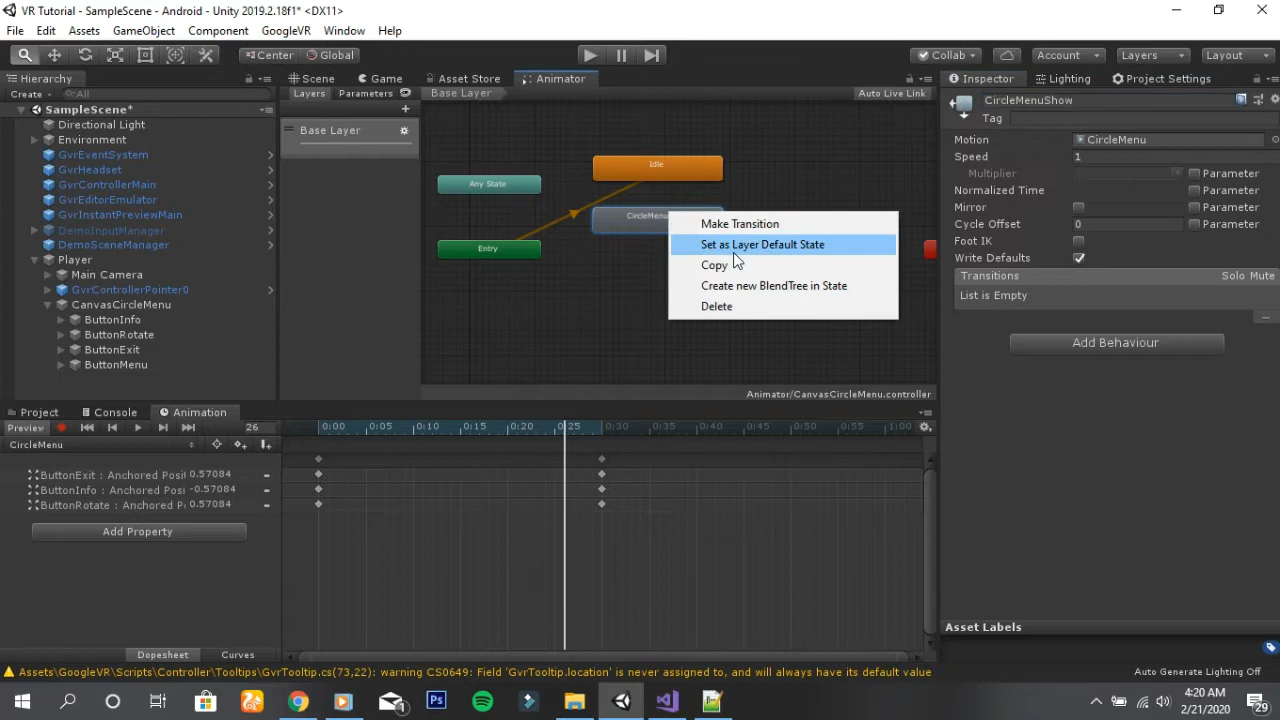 VR Tutorial - SampleScene - Android - Unity 2019.2.18f1* <DX11>
File Edit Assets GameObject Component GoogleVR Window Help
Center Global Collab Account Layers Layout
Hierarchy Scene Game Asset Store Animator Inspector Lighting Project Settings
Create All Layers Parameters Base Layer Auto Live Link
CircleMenuShow
Tag
SampleScene*
Directional Light
Environment
GvrEventSystem
GvrHeadset
GvrControllerMain
GvrEditorEmulator
GvrInstantPreviewMain
DemoInputManager
DemoSceneManager
Player
Main Camera
GvrControllerPointer0
CanvasCircleMenu
ButtonInfo
ButtonRotate
ButtonExit
ButtonMenu
Base Layer
Idle
Any State
CircleMenu
Entry
Make Transition
Set as Layer Default State
Copy
Create new BlendTree in State
Delete
Animator/CanvasCircleMenu.controller
Motion CircleMenu
Speed 1
Multiplier Parameter
Normalized Time Parameter
Mirror Parameter
Cycle Offset 0 Parameter
Foot IK
Write Defaults
Transitions Solo Mute
List is Empty
Add Behaviour
Asset Labels
Project Console Animation
Preview 26 0:00 0:05 0:10 0:15 0:20 0:25 0:30 0:35 0:40 0:45 0:50 0:55 1:00
CircleMenu
ButtonExit : Anchored Posi 0.57084
ButtonInfo : Anchored Posi -0.57084
ButtonRotate : Anchored P 0.57084
Add Property
Dopesheet Curves
Assets\GoogleVR\Scripts\Controller\Tooltips\GvrTooltip.cs(73,22): warning CS0649: Field 'GvrTooltip.location' is never assigned to, and will always have its default value
Auto Generate Lighting Off
1
Ps
4:20 AM
2/21/2020
29